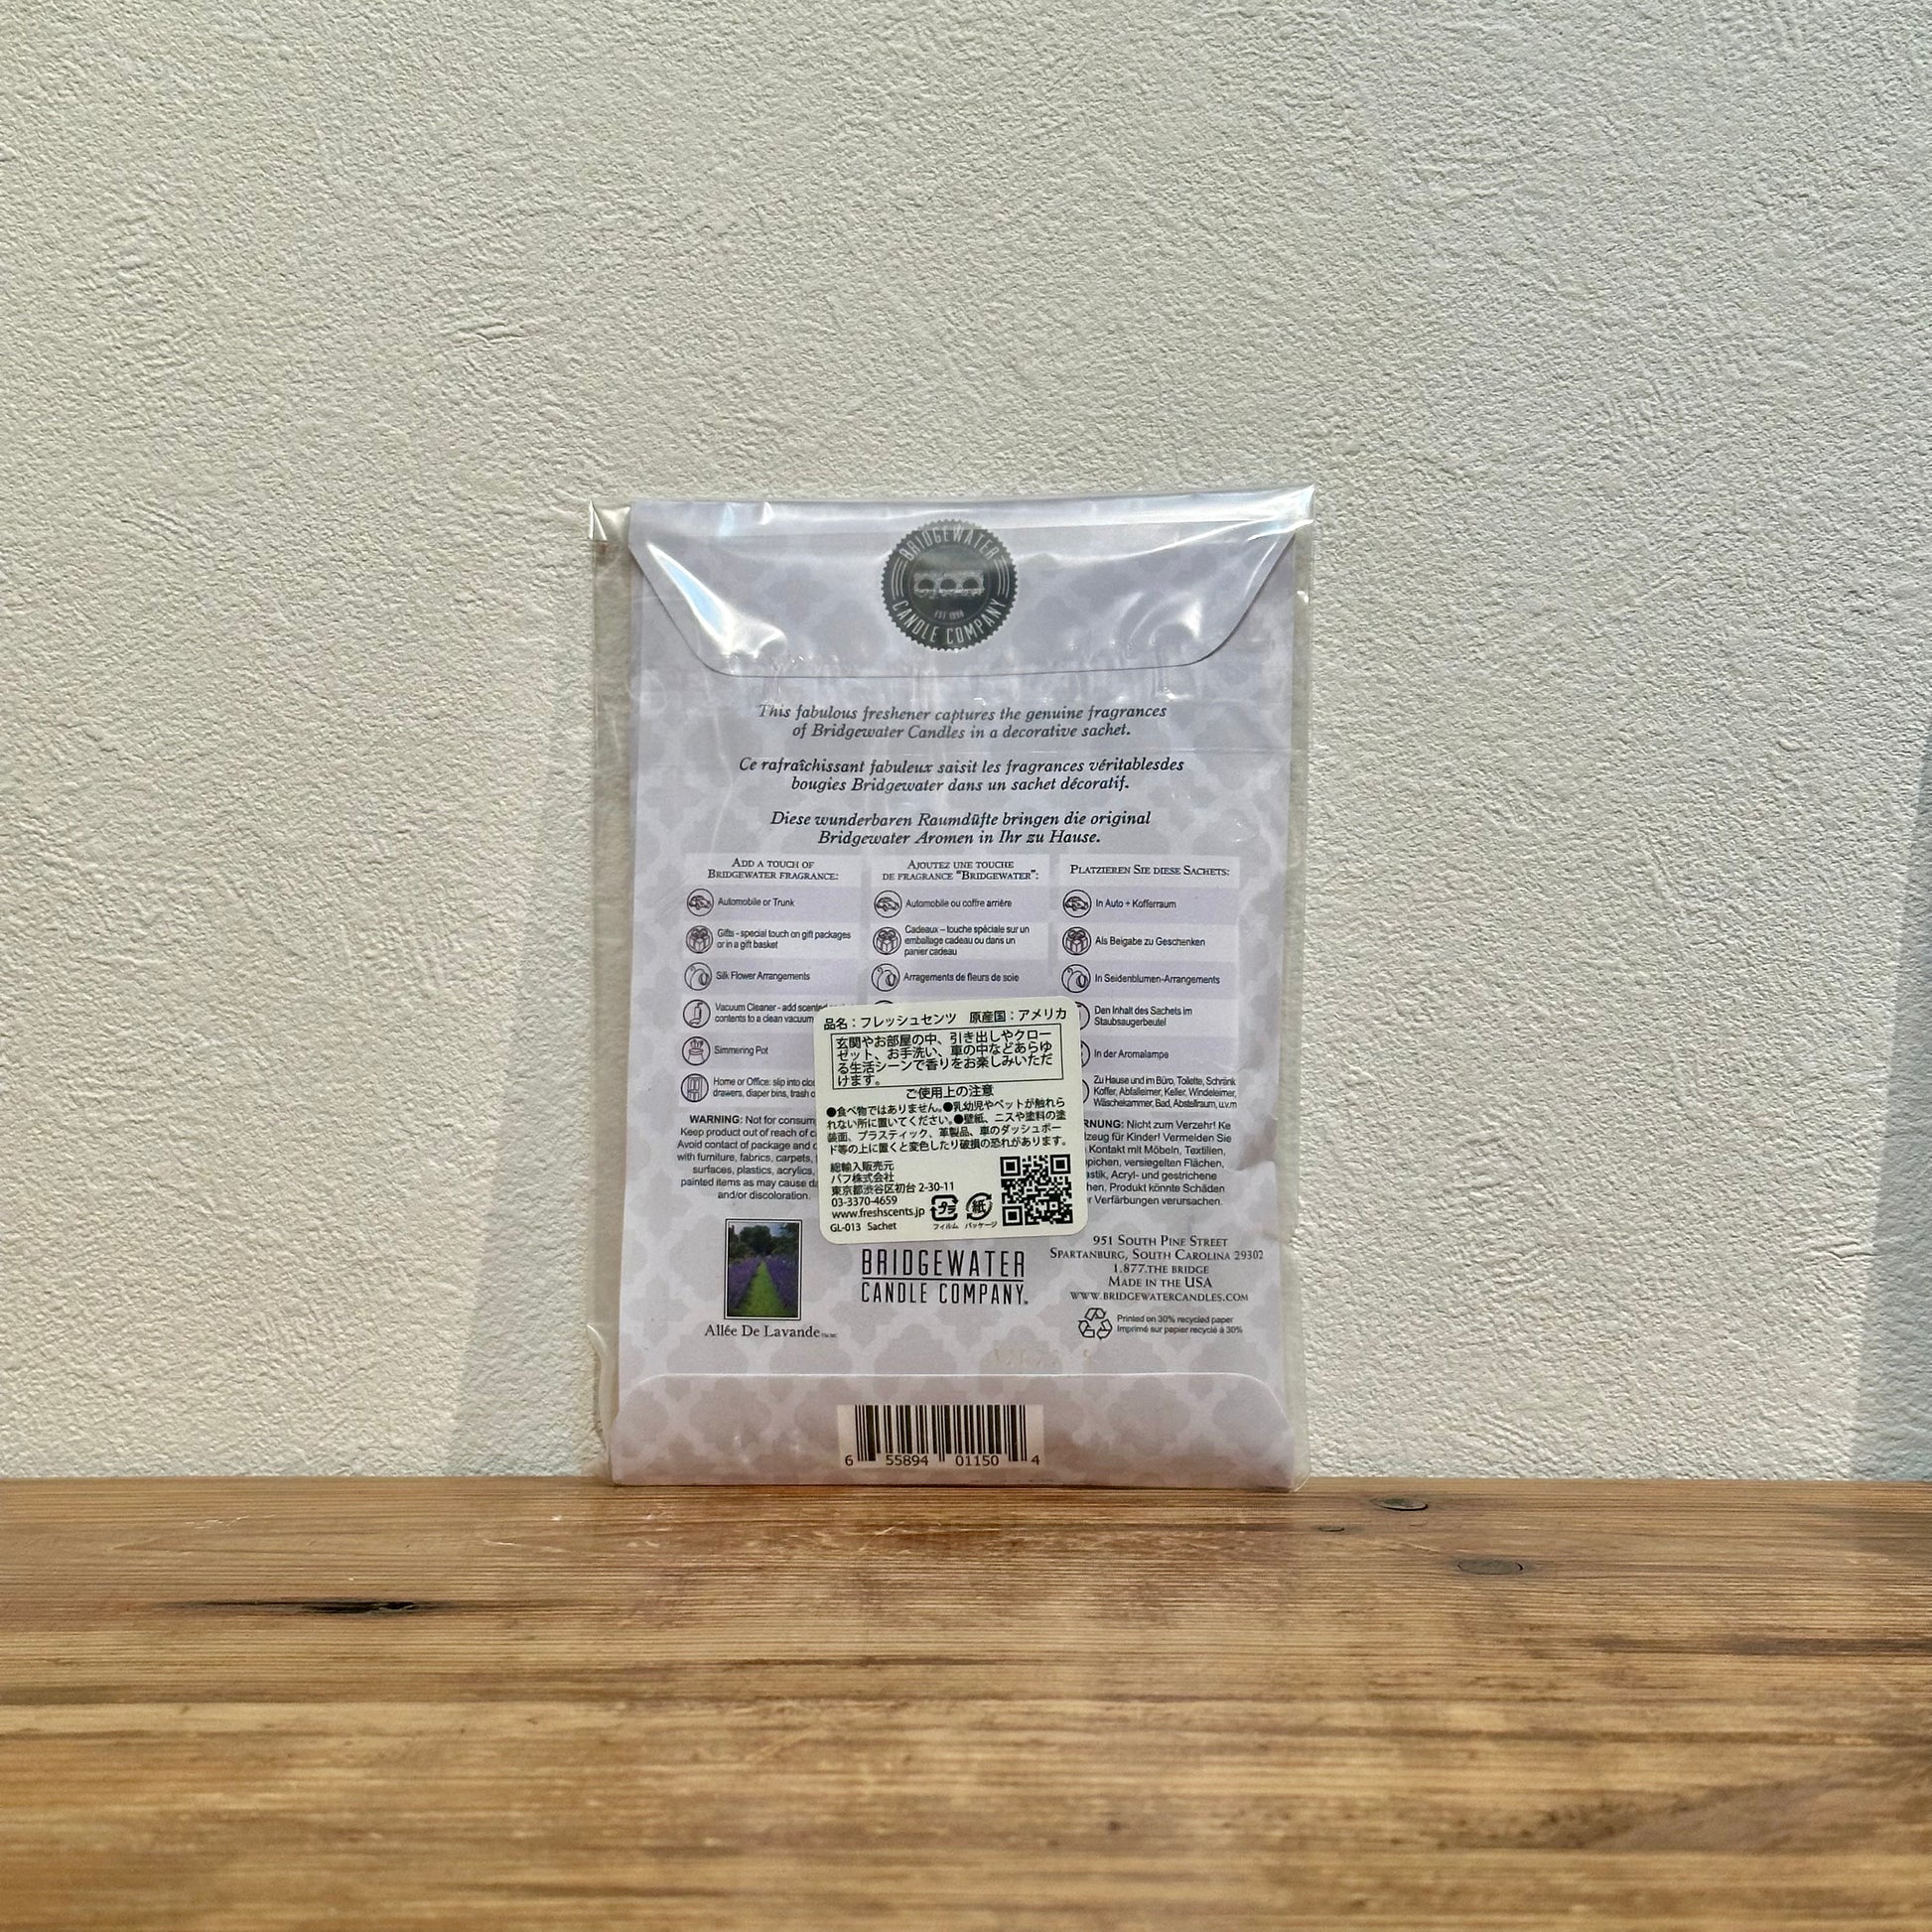 BRIDGEWATER
EST 1998
CANDLE COMPANY
This fabulous freshener captures the genuine fragrances
of Bridgewater Candles in a decorative sachet.
Ce rafraîchissant fabuleux saisit les fragrances véritablesdes
bougies Bridgewater dans un sachet décoratif.
Diese wunderbaren Raumdüfte bringen die original
Bridgewater Aromen in Ihr zu Hause.
ADD A TOUCH OF
BRIDGEWATER FRAGRANCE:
Automobile or Trunk
Gifts - special touch on gift packages
or in a gift basket
Silk Flower Arrangements
Vacuum Cleaner - add scented
contents to a clean vacuum
Simmering Pot
Home or Office: slip into
drawers, diaper bins, trash
WARNING: Not for
Keep product out of reach of
Avoid contact of package and
with furniture, fabrics, carpets,
surfaces, plastics, acrylics,
painted items as may cause
and/or discoloration.
AJOUTEZ UNE TOUCHE
DE FRAGRANCE "BRIDGEWATER":
Automobile ou coffre arrière
Cadeaux – touche spéciale sur un
emballage cadeau ou dans un
panier cadeau
Arragements de fleurs de soie
PLATZIEREN SIE DIESE SACHETS:
In Auto + Kofferraum
Als Beigabe zu Geschenken
In Seidenblumen-Arrangements
Den Inhalt des Sachets im
Staubsaugerbeutel
In der Aromalampe
Zu Hause und im Büro, Toilette, Schränk
Koffer, Abfalleimer, Keller, Windeleimer,
Wäschekammer, Bad, Abstellraum, u.v.m
RNUNG: Nicht zum Verzehr! Ke
lzeug für Kinder! Vermeiden Sie
Kontakt mit Möbeln, Textilien,
pichen, versiegelten Flächen,
astik, Acryl- und gestrichene
hen, Produkt könnte Schäden
r Verfärbungen verursachen.
品名：フレッシュセンツ 原産国：アメリカ
玄関やお部屋の中、引き出しやクロー
ゼット、お手洗い、車の中などあらゆ
る生活シーンで香りをお楽しみいただ
けます。
ご使用上の注意
●食べ物ではありません。●乳幼児やペットが触れら
れない所に置いてください。●壁紙、ニスや塗料の塗
装面、プラスティック、革製品、車のダッシュボー
ド等の上に置くと変色したり破損の恐れがあります。
総輸入販売元
パフ株式会社
東京都渋谷区初台 2-30-11
03-3370-4659
www.freshscents.jp
GL-013 Sachet
プラ
フィルム
紙
パッケージ
Allée De Lavande
BRIDGEWATER
CANDLE COMPANY
951 SOUTH PINE STREET
SPARTANBURG, SOUTH CAROLINA 29302
1.877.THE BRIDGE
MADE IN THE USA
WWW.BRIDGEWATERCANDLES.COM
Printed on 30% recycled paper
Imprimé sur papier recyclé à 30%
6 55894 01150 4